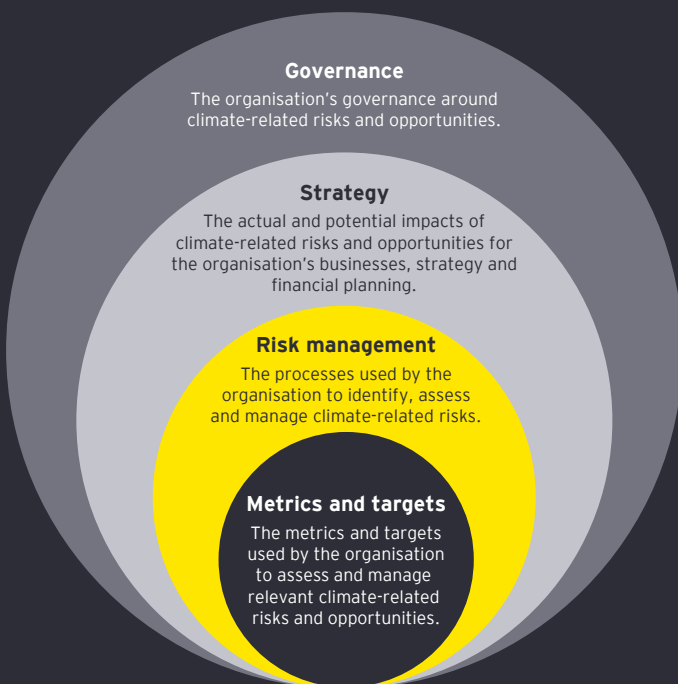 Governance
The organisation’s governance around
climate-related risks and opportunities.
Strategy
The actual and potential impacts of
climate-related risks and opportunities for
the organisation’s businesses, strategy and
financial planning.
Risk management
The processes used by the
organisation to identify, assess
and manage climate-related risks.
Metrics and targets
The metrics and targets
used by the organisation
to assess and manage
relevant climate-related
risks and opportunities.